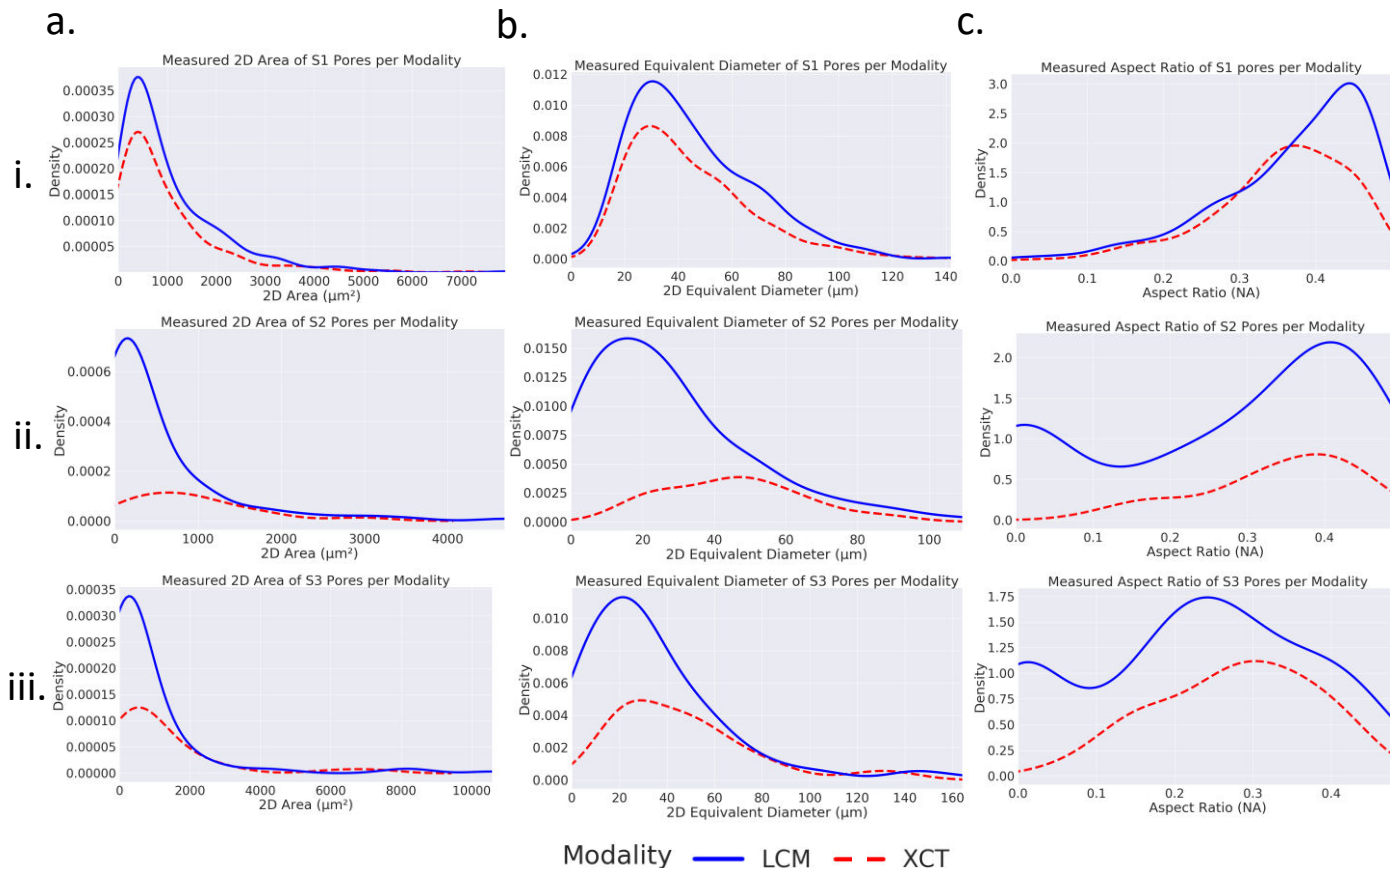 a.
b.
c.
i.
Measured 2D Area of S1 Pores per Modality
Density
0.00035
0.00030
0.00025
0.00020
0.00015
0.00010
0.00005
0 1000 2000 3000 4000 5000 6000 7000
2D Area (µm²)
Measured Equivalent Diameter of S1 Pores per Modality
Density
0.012
0.010
0.008
0.006
0.004
0.002
0.000
0 20 40 60 80 100 120 140
2D Equivalent Diameter (µm)
Measured Aspect Ratio of S1 pores per Modality
Density
3.0
2.5
2.0
1.5
1.0
0.5
0.0
0.0 0.1 0.2 0.3 0.4
Aspect Ratio (NA)
ii.
Measured 2D Area of S2 Pores per Modality
Density
0.0006
0.0004
0.0002
0.0000
0 1000 2000 3000 4000
2D Area (µm²)
Measured Equivalent Diameter of S2 Pores per Modality
Density
0.0150
0.0125
0.0100
0.0075
0.0050
0.0025
0.0000
0 20 40 60 80 100
2D Equivalent Diameter (µm)
Measured Aspect Ratio of S2 Pores per Modality
Density
2.0
1.5
1.0
0.5
0.0
0.0 0.1 0.2 0.3 0.4
Aspect Ratio (NA)
iii.
Measured 2D Area of S3 Pores per Modality
Density
0.00035
0.00030
0.00025
0.00020
0.00015
0.00010
0.00005
0.00000
0 2000 4000 6000 8000 10000
2D Area (µm²)
Measured Equivalent Diameter of S3 Pores per Modality
Density
0.010
0.008
0.006
0.004
0.002
0.000
0 20 40 60 80 100 120 140 160
2D Equivalent Diameter (µm)
Measured Aspect Ratio of S3 Pores per Modality
Density
1.75
1.50
1.25
1.00
0.75
0.50
0.25
0.00
0.0 0.1 0.2 0.3 0.4
Aspect Ratio (NA)
Modality LCM XCT